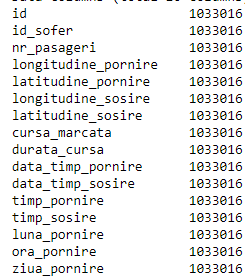 id 1033016
id_sofer 1033016
nr_pasageri 1033016
longitudine_pornire 1033016
latitudine_pornire 1033016
longitudine_sosire 1033016
latitudine_sosire 1033016
cursa_marcata 1033016
durata_cursa 1033016
data_timp_pornire 1033016
data_timp_sosire 1033016
timp_pornire 1033016
timp_sosire 1033016
luna_pornire 1033016
ora_pornire 1033016
ziua_pornire 1033016